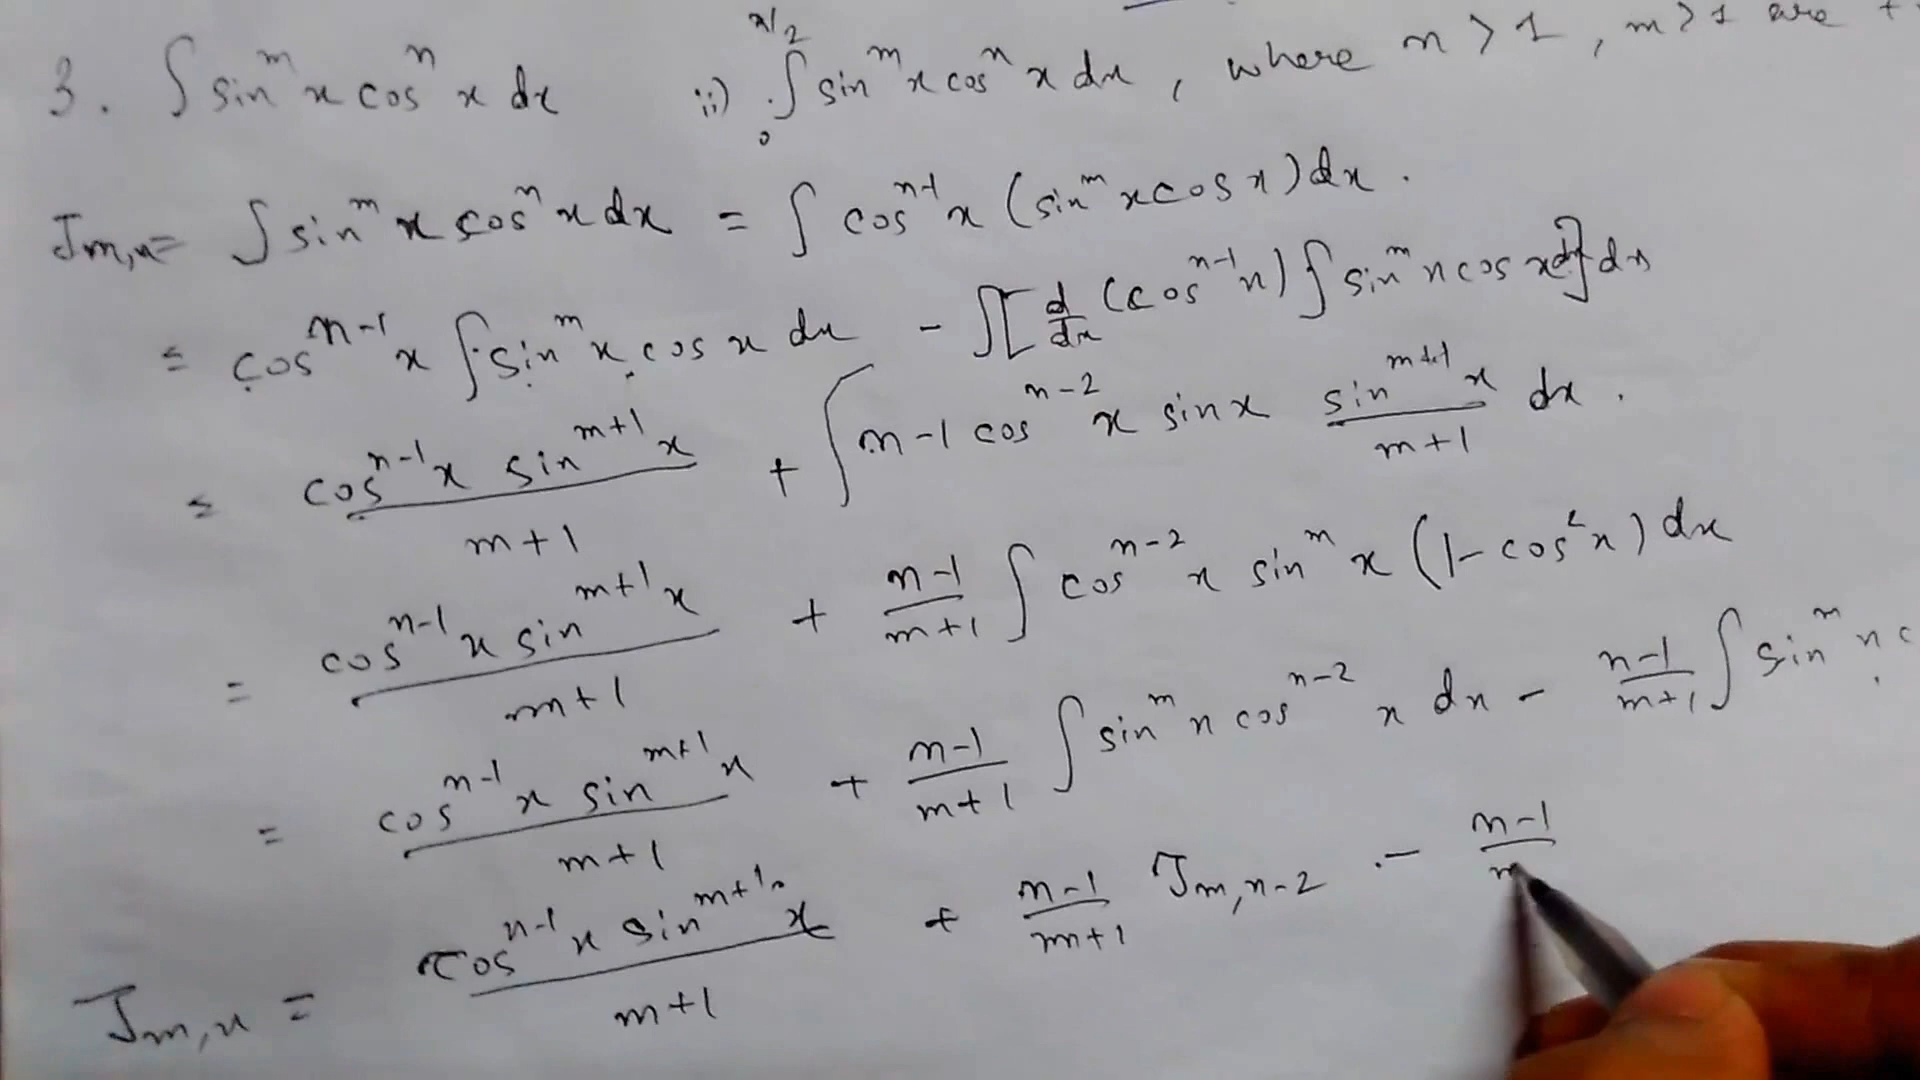 3. ∫ sin^m x cos^n x dx ii) ∫_0^{π/2} sin^m x cos^n x dx, where n > 1, m > 1 are
J_{m,n} = ∫ sin^m x cos^n x dx = ∫ cos^{n-1} x (sin^m x cos x) dx.
= cos^{n-1} x ∫ sin^m x cos x dx - ∫[d/dx (cos^{n-1} x) ∫ sin^m x cos x dx} dx
= cos^{n-1} x sin^{m+1} x / m+1 + ∫ n-1 cos^{n-2} x sin x sin^{m+1} x / m+1 dx.
= cos^{n-1} x sin^{m+1} x / m+1 + n-1/m+1 ∫ cos^{n-2} x sin^m x (1-cos^2 x) dx
= cos^{n-1} x sin^{m+1} x / m+1 + n-1/m+1 ∫ sin^m x cos^{n-2} x dx - n-1/m+1 ∫ sin^m x c
J_{m,n} = cos^{n-1} x sin^{m+1} x / m+1 + n-1/m+1 J_{m,n-2} - n-1/m